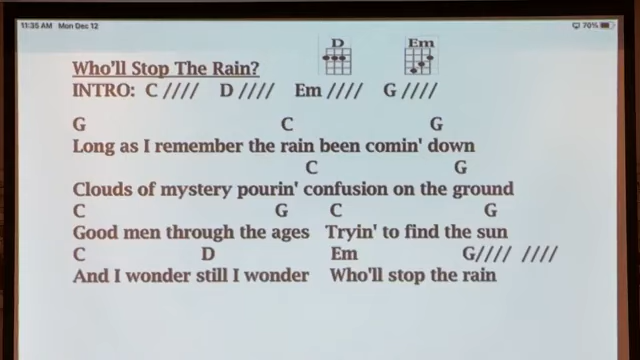 11:35 AM Mon Dec 12 70%
D Em
Who'll Stop The Rain?
INTRO: C //// D //// Em //// G ////
G C G
Long as I remember the rain been comin' down
C G
Clouds of mystery pourin' confusion on the ground
C G C G
Good men through the ages Tryin' to find the sun
C D Em G//// ////
And I wonder still I wonder Who'll stop the rain